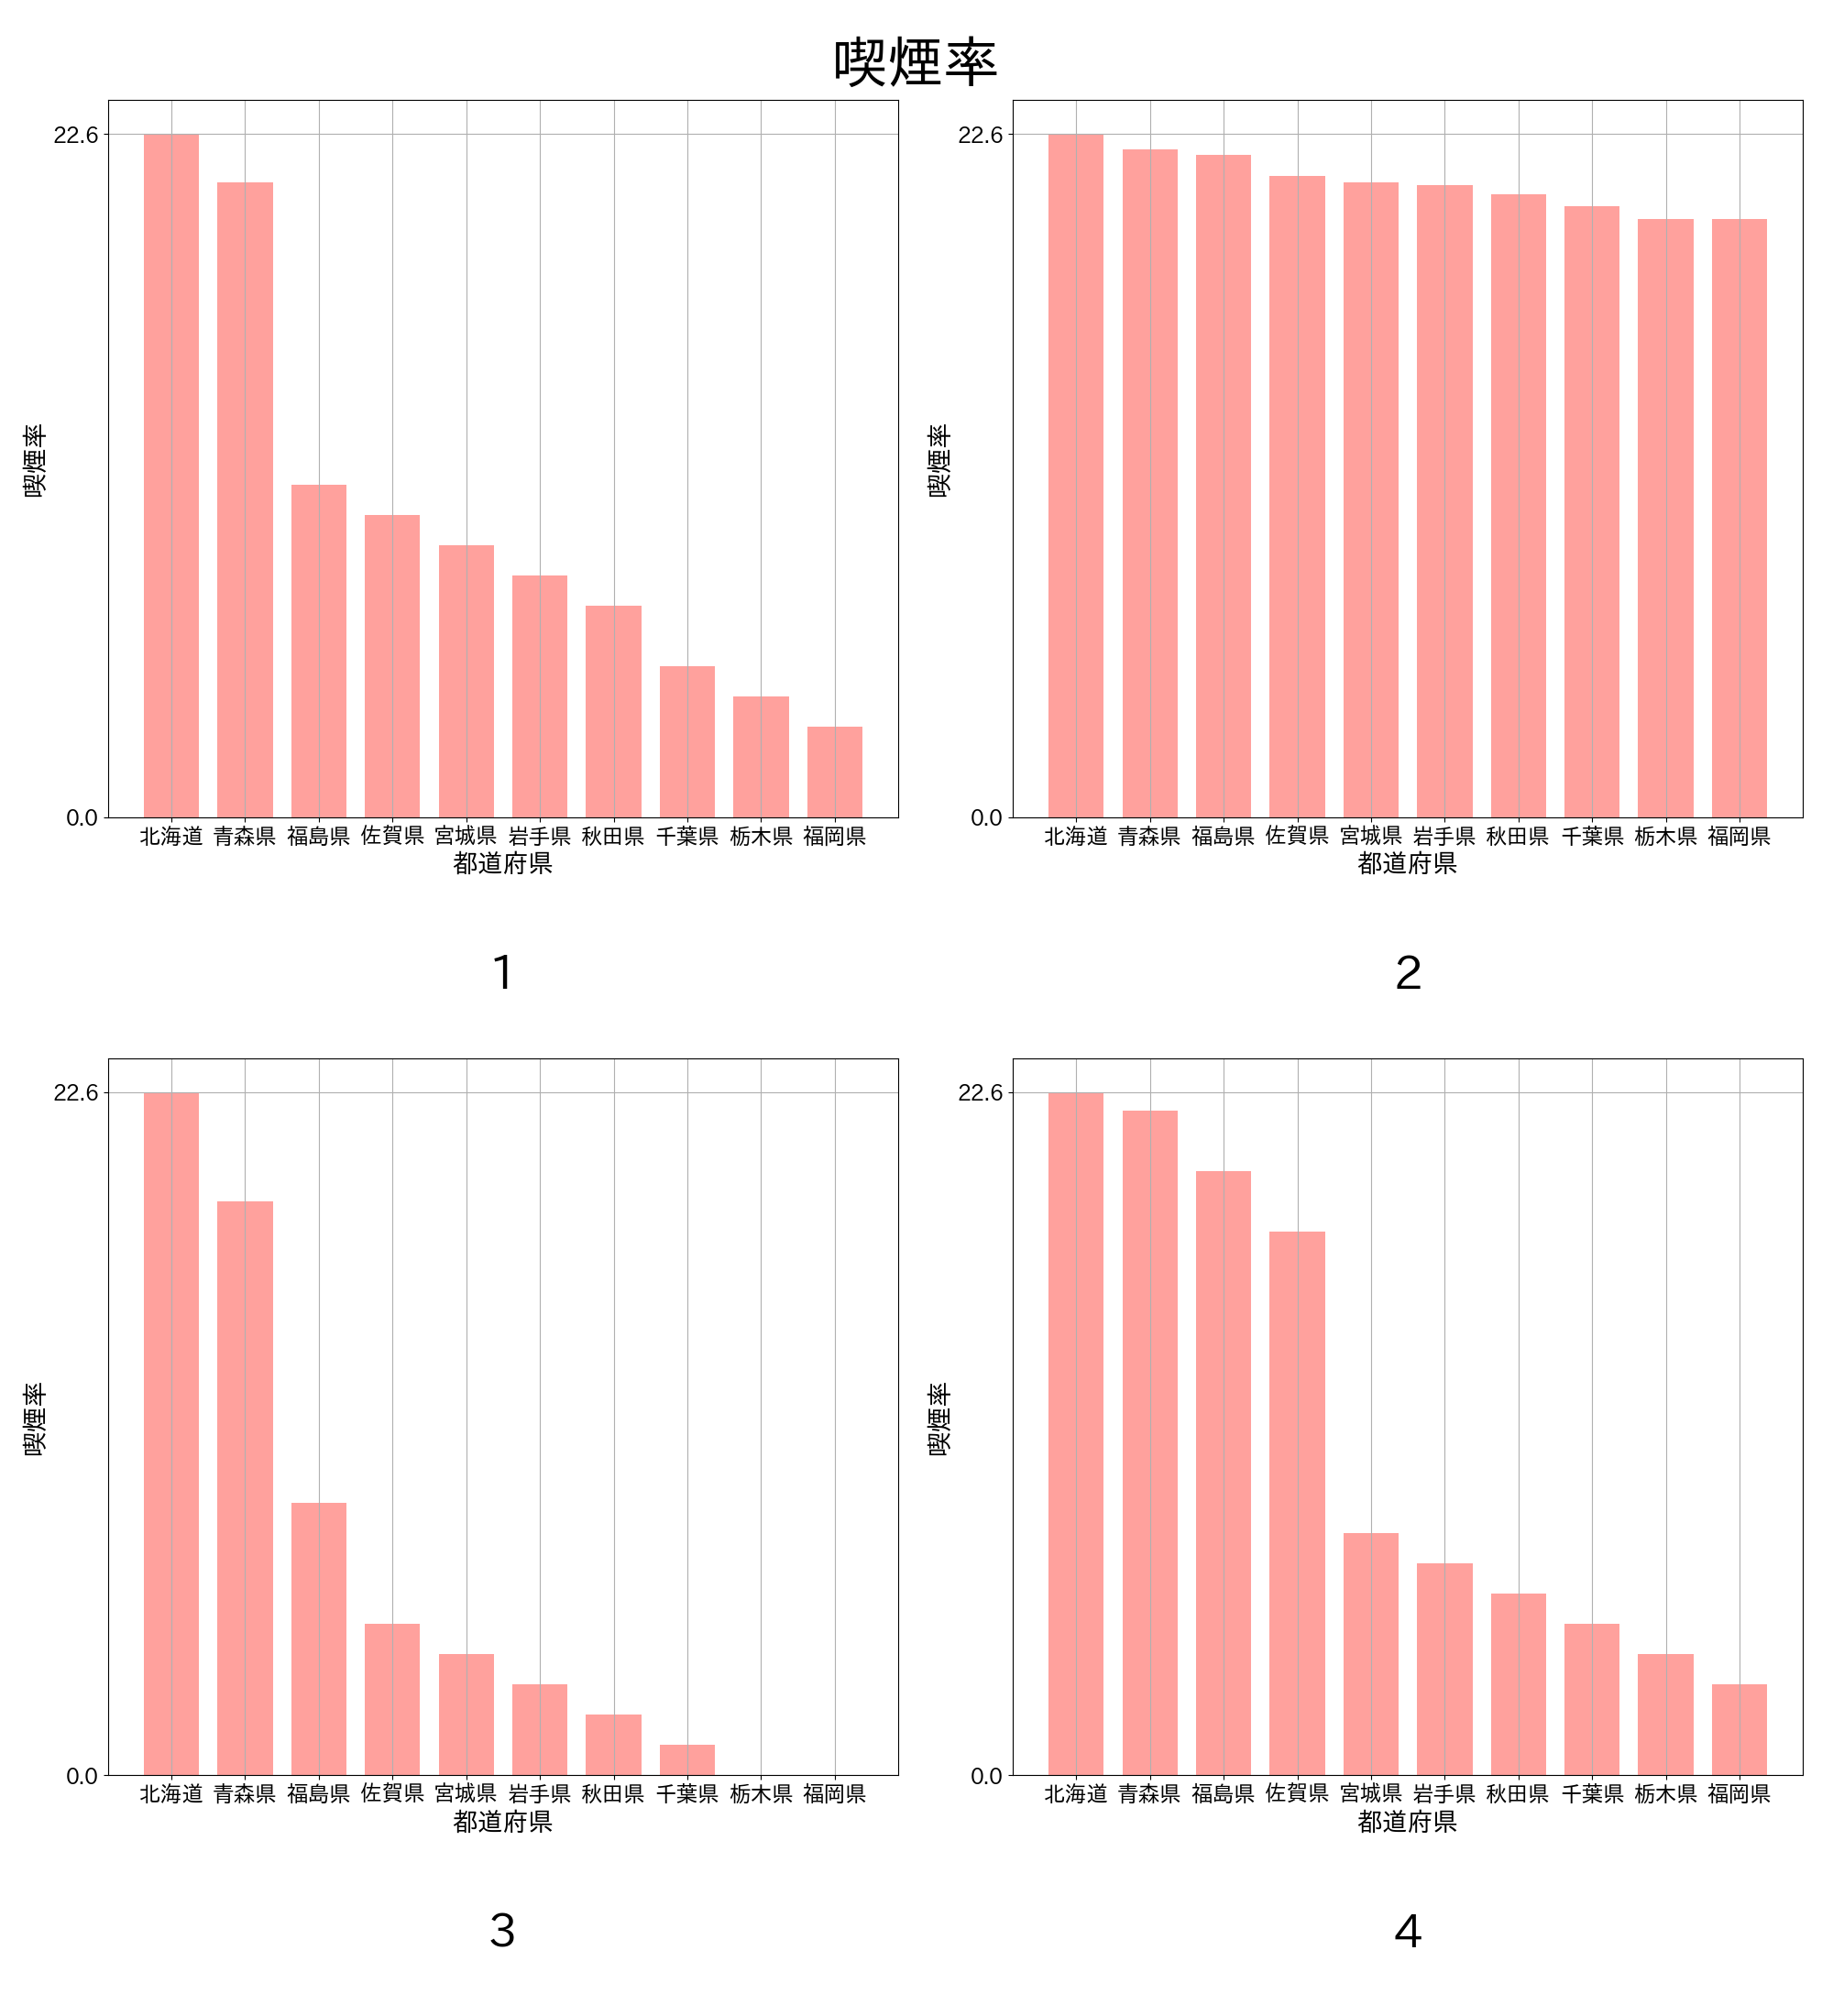 喫煙率
22.6
0.0
喫煙率
北海道 青森県 福島県 佐賀県 宮城県 岩手県 秋田県 千葉県 栃木県 福岡県
都道府県
1
22.6
0.0
喫煙率
北海道 青森県 福島県 佐賀県 宮城県 岩手県 秋田県 千葉県 栃木県 福岡県
都道府県
2
22.6
0.0
喫煙率
北海道 青森県 福島県 佐賀県 宮城県 岩手県 秋田県 千葉県 栃木県 福岡県
都道府県
3
22.6
0.0
喫煙率
北海道 青森県 福島県 佐賀県 宮城県 岩手県 秋田県 千葉県 栃木県 福岡県
都道府県
4